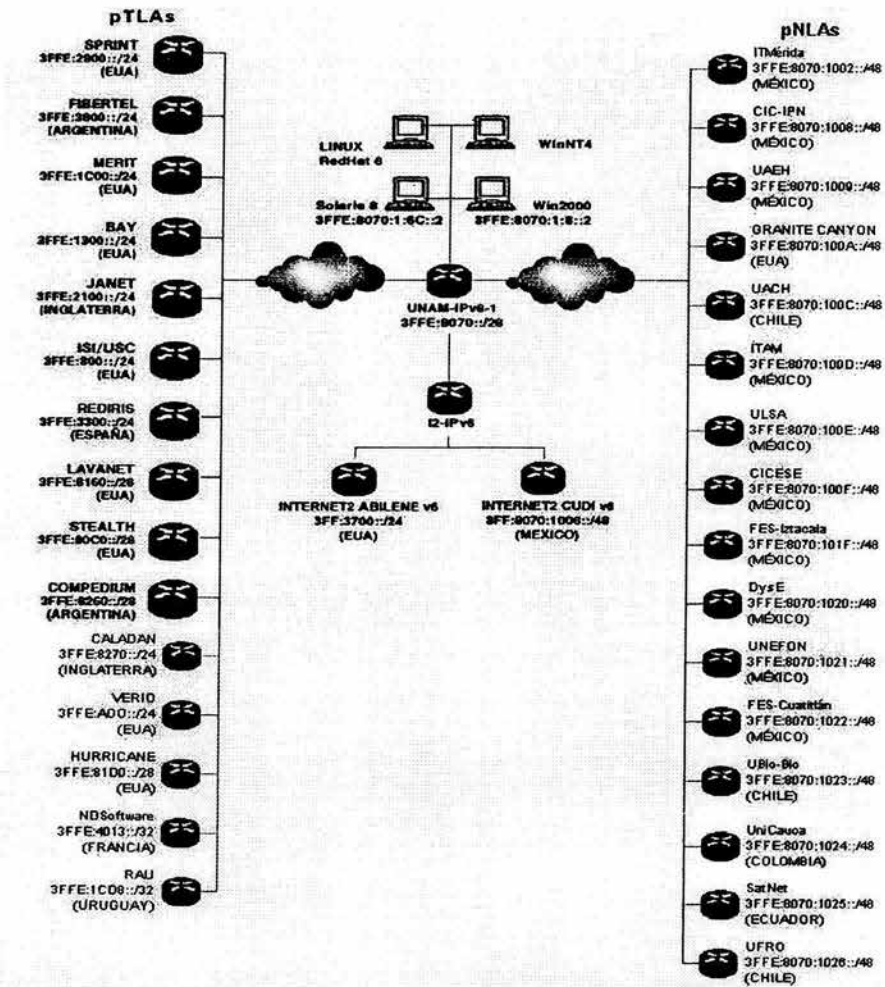 pTLAs
SPRINT
3FFE:2900::/24
(EUA)
FIBERTEL
3FFE:3800::/24
(ARGENTINA)
MERIT
3FFE:1C00::/24
(EUA)
BAY
3FFE:1300::/24
(EUA)
JANET
3FFE:2100::/24
(INGLATERRA)
ISI/USC
3FFE:800::/24
(EUA)
REDIRIS
3FFE:3300::/24
(ESPAÑA)
LAVANET
3FFE:8160::/28
(EUA)
STEALTH
3FFE:80C0::/28
(EUA)
COMPEDIUM
3FFE:8260::/28
(ARGENTINA)
CALADAN
3FFE:8270::/24
(INGLATERRA)
VERIO
3FFE:A00::/24
(EUA)
HURRICANE
3FFE:81D0::/28
(EUA)
NDSoftware
3FFE:4013::/32
(FRANCIA)
RAU
3FFE:1CD8::/32
(URUGUAY)
LINUX
RedHat 6
WinNT4
Solaris 8
3FFE:8070:1:6C::2
Win2000
3FFE:8070:1:8::2
UNAM-IPv6-1
3FFE:8070::/28
I2-IPv6
INTERNET2 ABILENE v6
3FF:3700::/24
(EUA)
INTERNET2 CUDI v6
3FF:8070:1006::/48
(MEXICO)
pNLAs
ITMérida
3FFE:8070:1002::/48
(MÉXICO)
CIC-IPN
3FFE:8070:1008::/48
(MÉXICO)
UAEH
3FFE:8070:1009::/48
(MÉXICO)
GRANITE CANYON
3FFE:8070:100A::/48
(EUA)
UACH
3FFE:8070:100C::/48
(CHILE)
ITAM
3FFE:8070:100D::/48
(MÉXICO)
ULSA
3FFE:8070:100E::/48
(MÉXICO)
CICESE
3FFE:8070:100F::/48
(MÉXICO)
FES-Iztacala
3FFE:8070:101F::/48
(MÉXICO)
DysE
3FFE:8070:1020::/48
(MÉXICO)
UNEFON
3FFE:8070:1021::/48
(MÉXICO)
FES-Cuatitlán
3FFE:8070:1022::/48
(MÉXICO)
UBio-Bio
3FFE:8070:1023::/48
(CHILE)
UniCauca
3FFE:8070:1024::/48
(COLOMBIA)
SatNet
3FFE:8070:1025::/48
(ECUADOR)
UFRO
3FFE:8070:1026::/48
(CHILE)